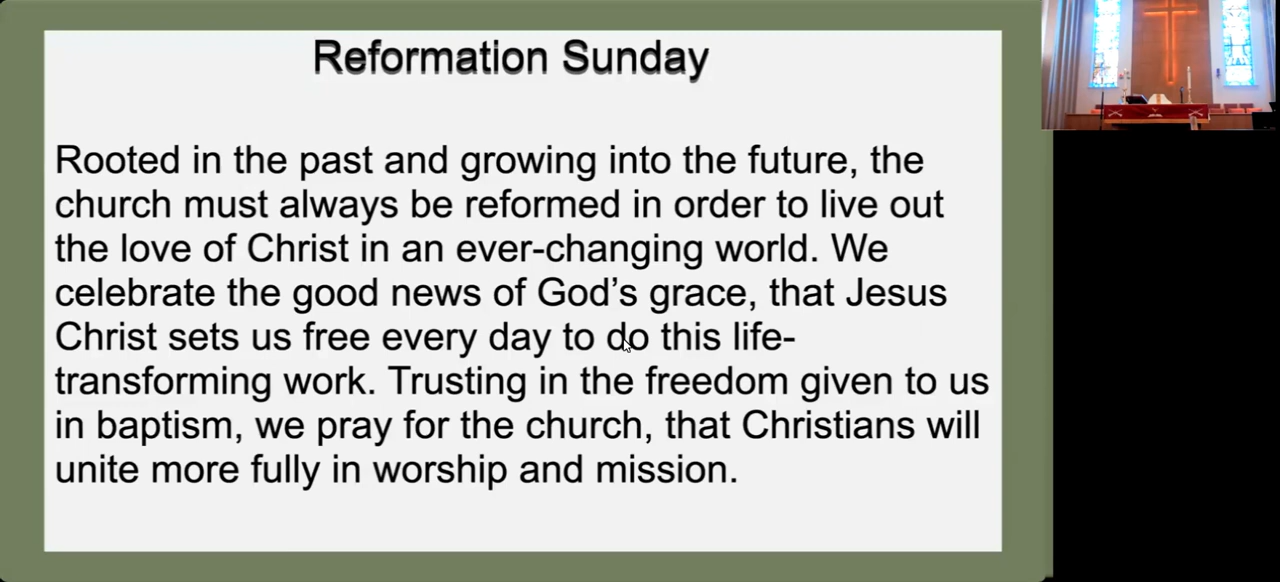 Reformation Sunday
Rooted in the past and growing into the future, the
church must always be reformed in order to live out
the love of Christ in an ever-changing world. We
celebrate the good news of God’s grace, that Jesus
Christ sets us free every day to do this life-
transforming work. Trusting in the freedom given to us
in baptism, we pray for the church, that Christians will
unite more fully in worship and mission.